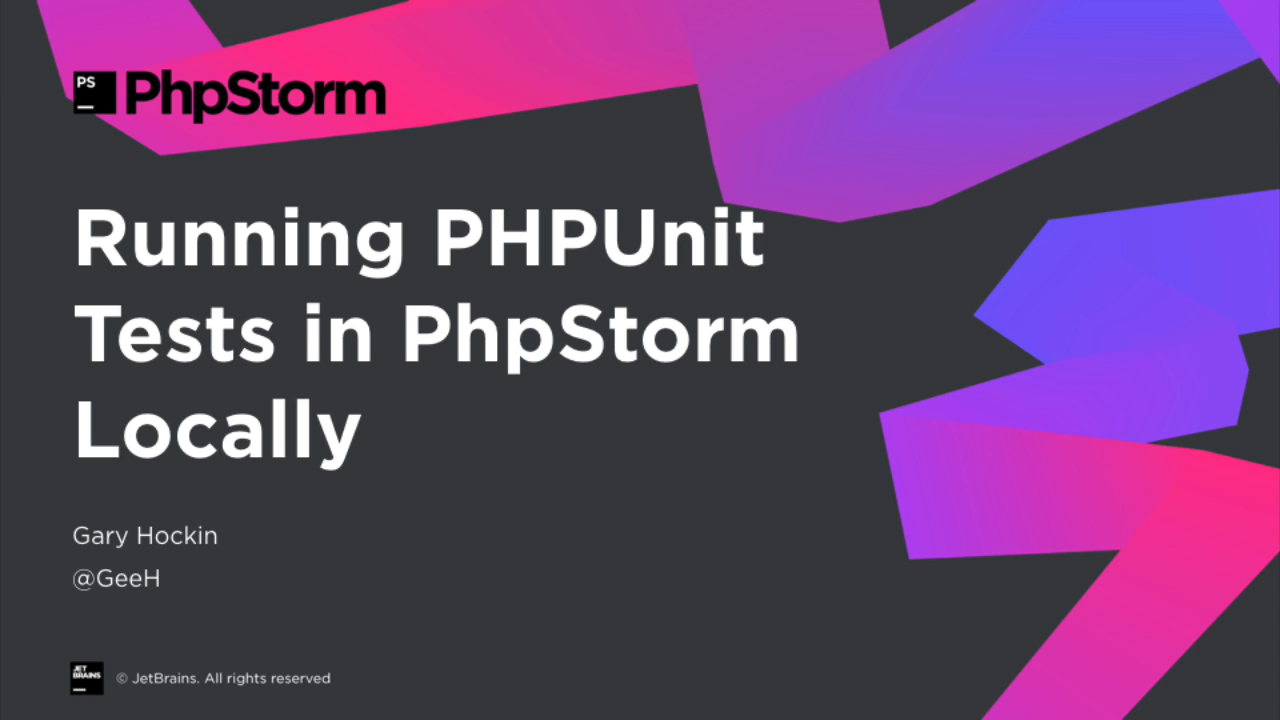 PS
PhpStorm
Running PHPUnit
Tests in PhpStorm
Locally
Gary Hockin
@GeeH
JET
BRAINS
© JetBrains. All rights reserved